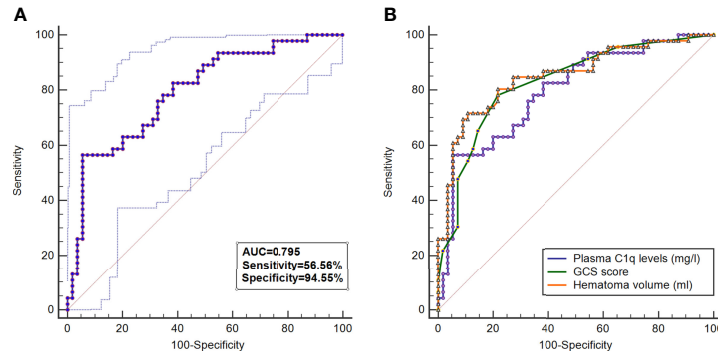 A
B
100
80
60
40
20
0
Sensitivity
0
20
40
60
80
100
100-Specificity
AUC=0.795
Sensitivity=56.56%
Specificity=94.55%
100
80
60
40
20
0
Sensitivity
0
20
40
60
80
100
100-Specificity
Plasma C1q levels (mg/l)
GCS score
Hematoma volume (ml)